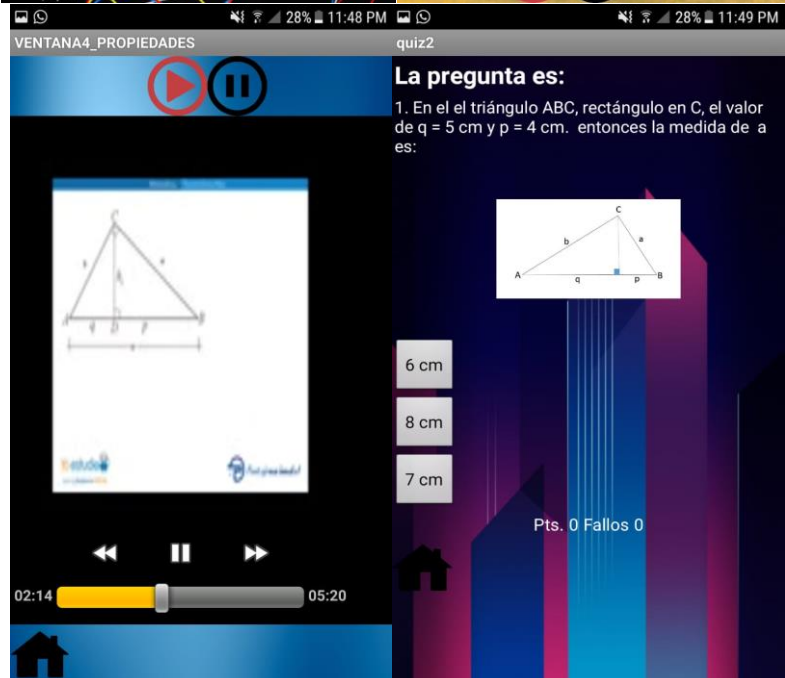 28% 11:48 PM
VENTANA4_PROPIEDADES
C
A
B
q
D
p
02:14
05:20
28% 11:49 PM
quiz2
La pregunta es:
1. En el el triángulo ABC, rectángulo en C, el valor
de q = 5 cm y p = 4 cm. entonces la medida de a
es:
C
b
a
A
q
p
B
6 cm
8 cm
7 cm
Pts. 0 Fallos 0